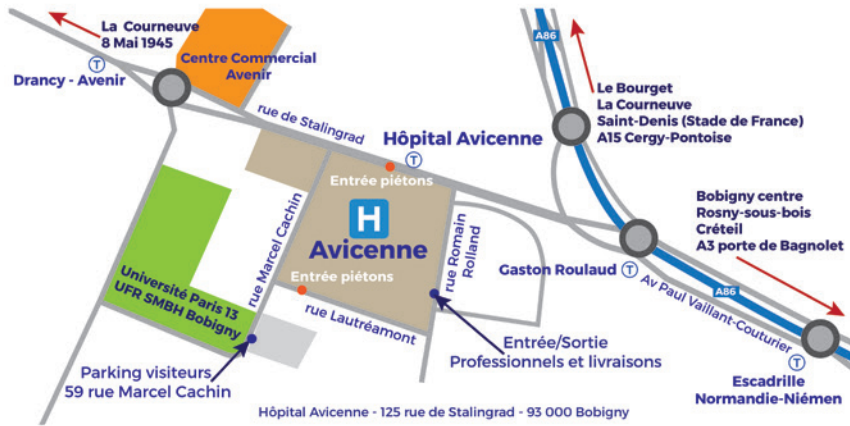 La Courneuve
8 Mai 1945
T
Drancy - Avenir
Centre Commercial
Avenir
rue de Stalingrad
Hôpital Avicenne
T
A86
Le Bourget
La Courneuve
Saint-Denis (Stade de France)
A15 Cergy-Pontoise
Entrée piétons
H
Avicenne
Entrée piétons
rue Marcel Cachin
rue Romain
Rolland
rue Lautréamont
Bobigny centre
Rosny-sous-bois
Créteil
A3 porte de Bagnolet
Gaston Roulaud
T
A86
Av Paul Vaillant-Couturier
T
Escadrille
Normandie-Niémen
Université Paris 13
UFR SMBH Bobigny
Entrée/Sortie
Professionnels et livraisons
Parking visiteurs
59 rue Marcel Cachin
Hôpital Avicenne - 125 rue de Stalingrad - 93 000 Bobigny